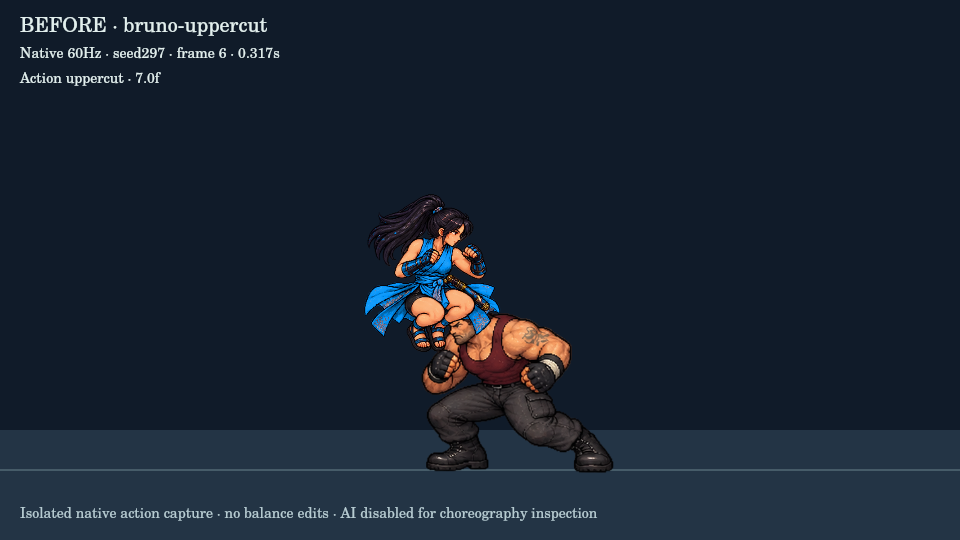 BEFORE · bruno-uppercut
Native 60Hz · seed297 · frame 6 · 0.317s
Action uppercut · 7.0f
Isolated native action capture · no balance edits · AI disabled for choreography inspection